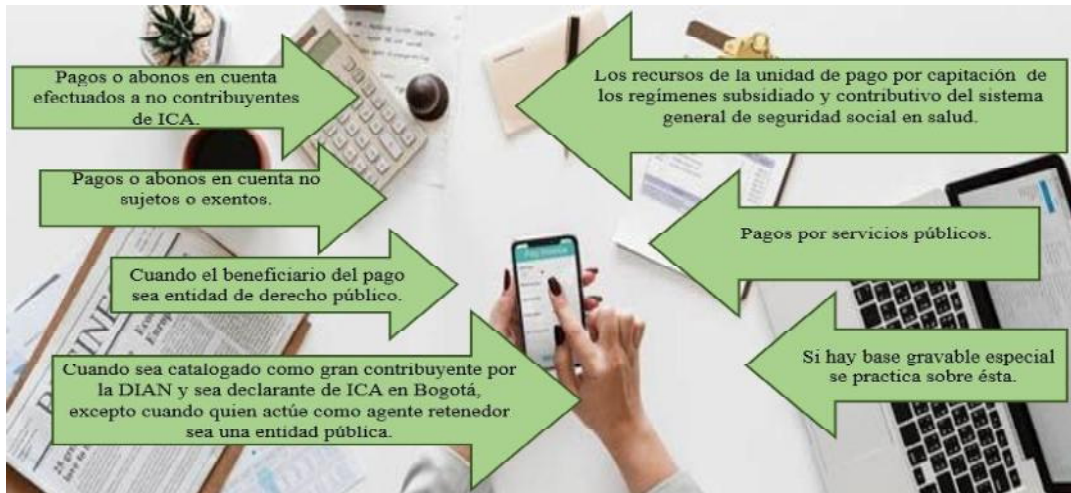 Pagos o abonos en cuenta
efectuados a no contribuyentes
de ICA.
Los recursos de la unidad de pago por capitación de
los regímenes subsidiado y contributivo del sistema
general de seguridad social en salud.
Pagos o abonos en cuenta no
sujetos o exentos.
Pagos por servicios públicos.
Cuando el beneficiario del pago
sea entidad de derecho público.
Cuando sea catalogado como gran contribuyente por
la DIAN y sea declarante de ICA en Bogotá,
excepto cuando quien actúe como agente retenedor
sea una entidad pública.
Si hay base gravable especial
se practica sobre ésta.